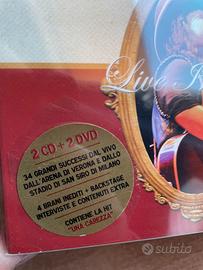 Live
2 CD + 2 DVD
34 GRANDI SUCCESSI DAL VIVO
DALL'ARENA DI VERONA E DALLO
STADIO DI SAN SIRO DI MILANO
4 BRANI INEDITI + BACKSTAGE
INTERVISTE E CONTENUTI EXTRA
CONTIENE LA HIT
"UNA CAREZZA"
subito